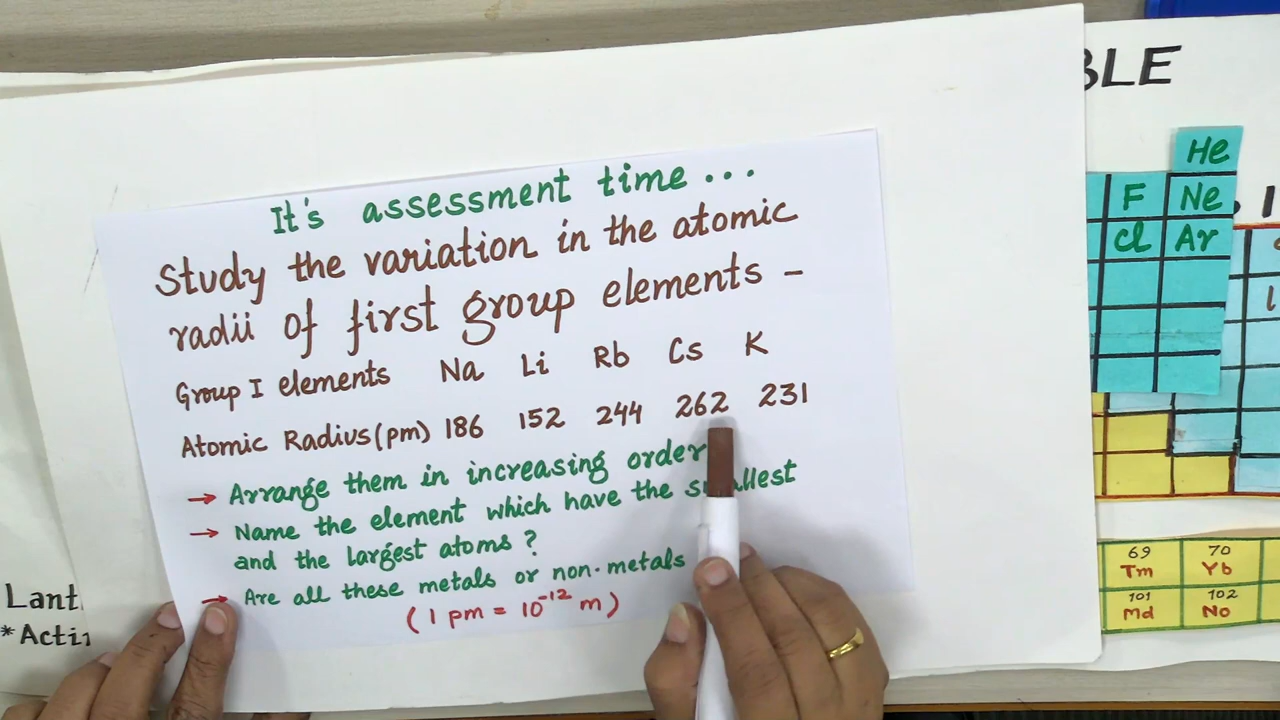 It's assessment time...
Study the variation in the atomic
radii of first group elements -
Group I elements Na Li Rb Cs K
Atomic Radius(pm) 186 152 244 262 231
→ Arrange them in increasing order
→ Name the element which have the smallest
and the largest atoms ?
→ Are all these metals or non-metals
(1 pm = 10⁻¹² m)
BLE
He
F Ne
Cl Ar
69 70
Tm Yb
101 102
Md No
Lant
*Acti